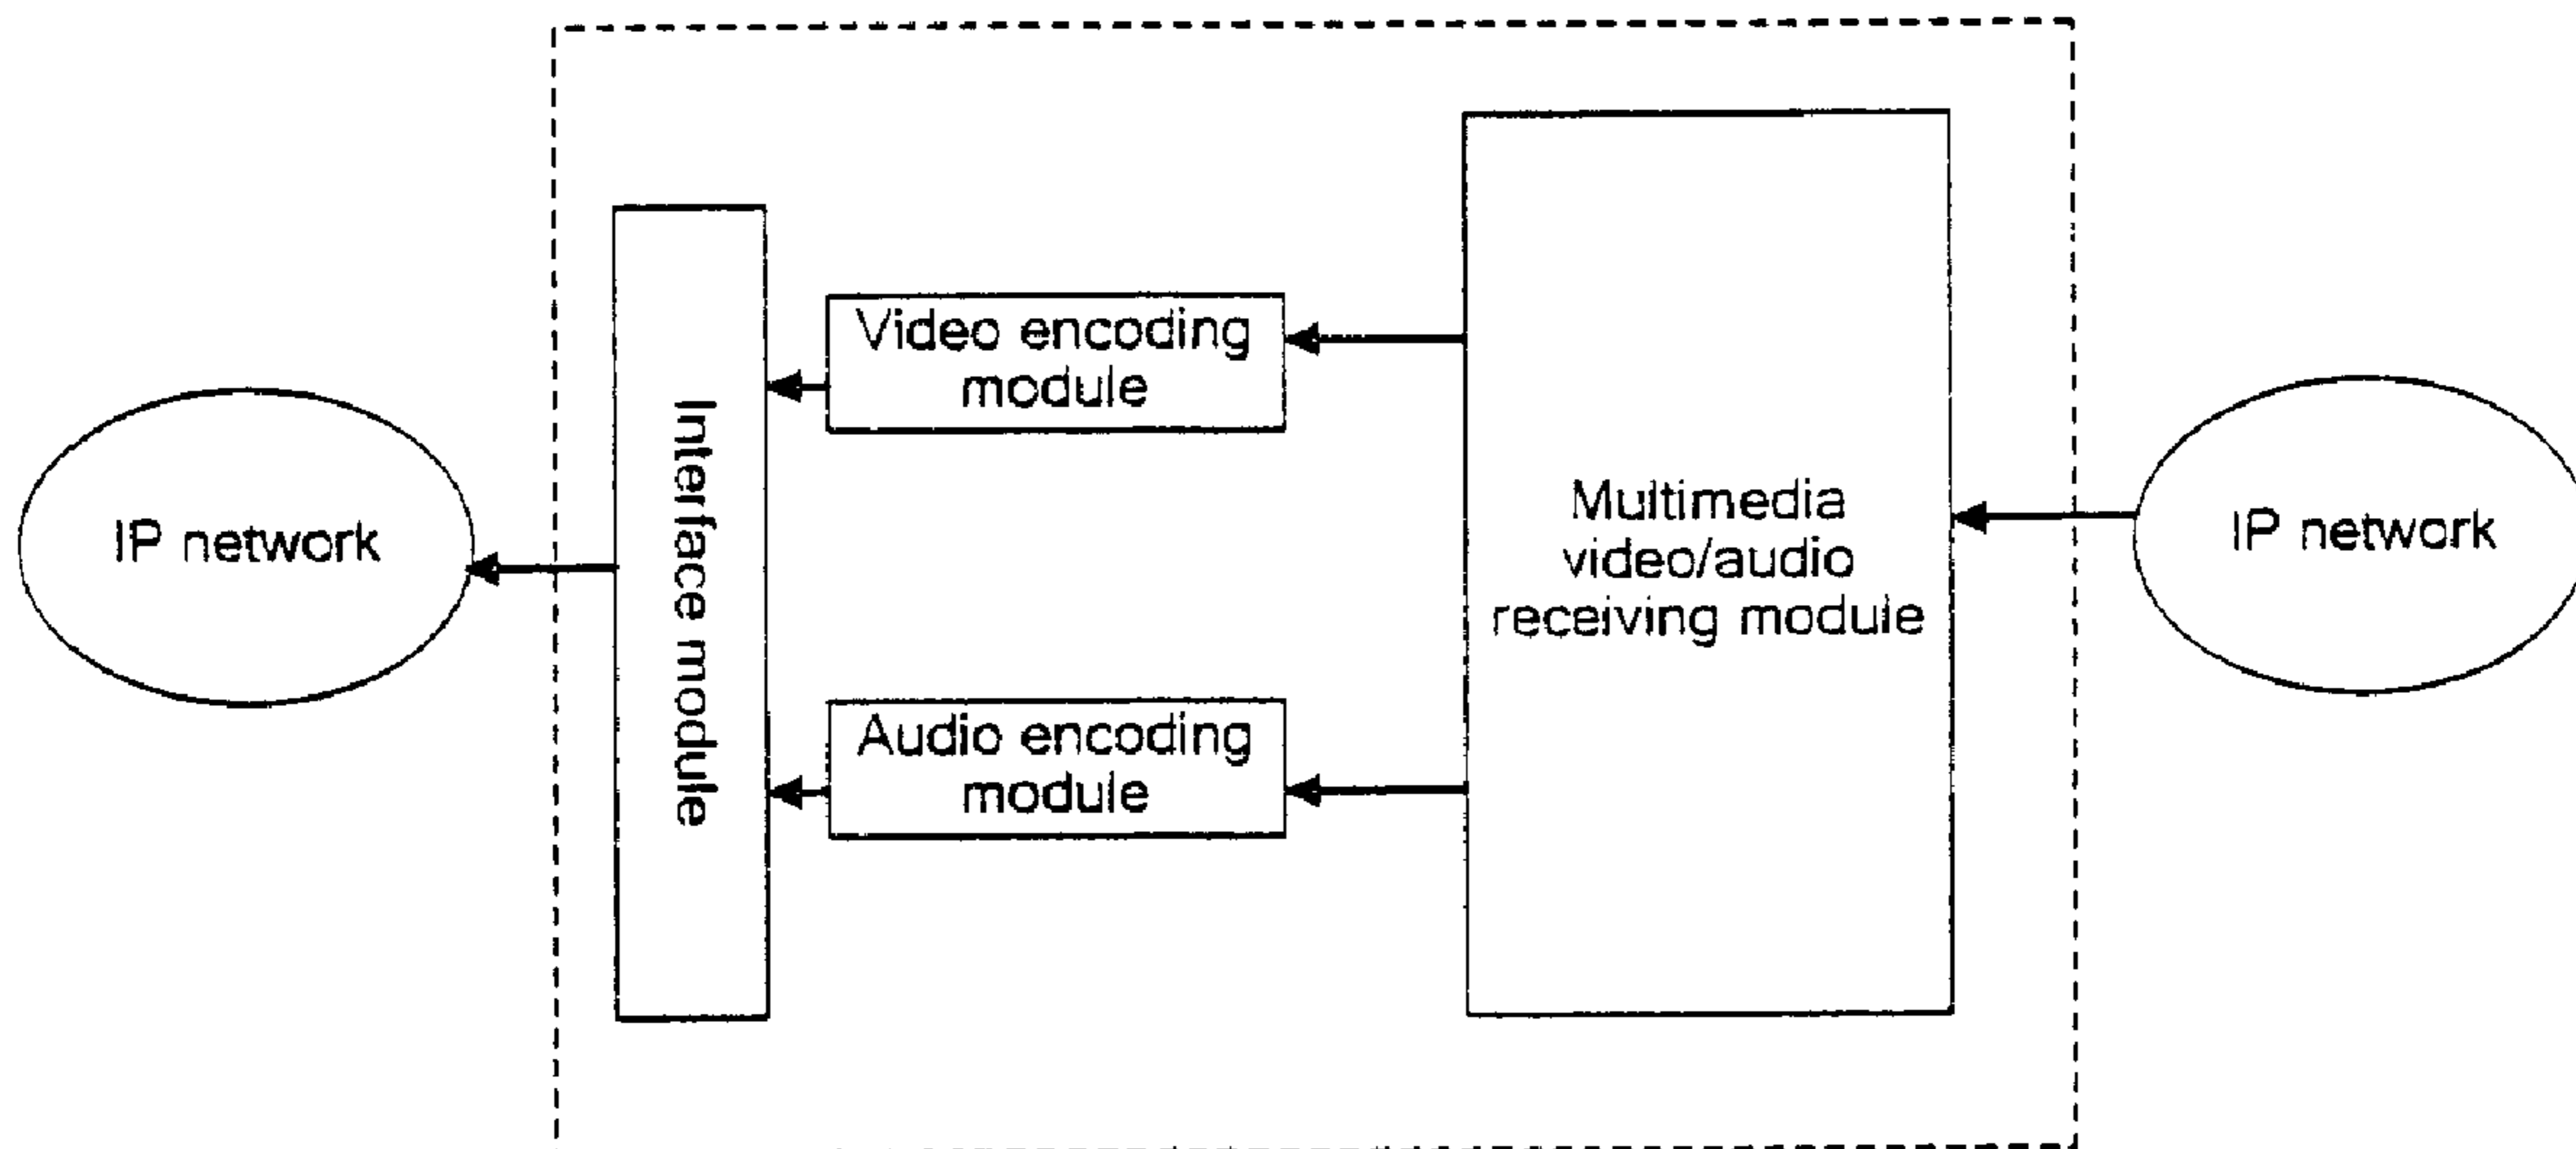 IP network
Interface module
Video encoding
module
Audio encoding
module
Multimedia
video/audio
receiving module
IP network